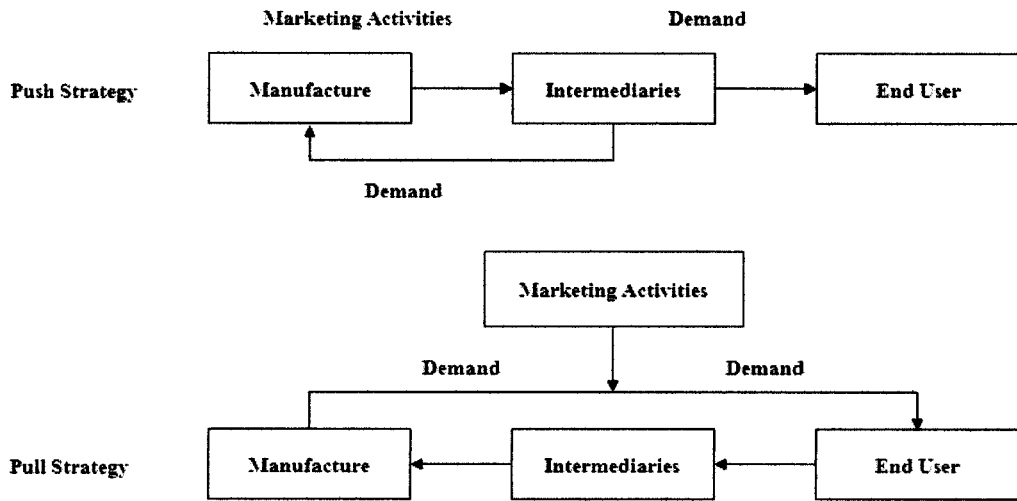 Marketing Activities
Demand
Push Strategy
Manufacture
Intermediaries
End User
Demand
Marketing Activities
Demand
Demand
Pull Strategy
Manufacture
Intermediaries
End User